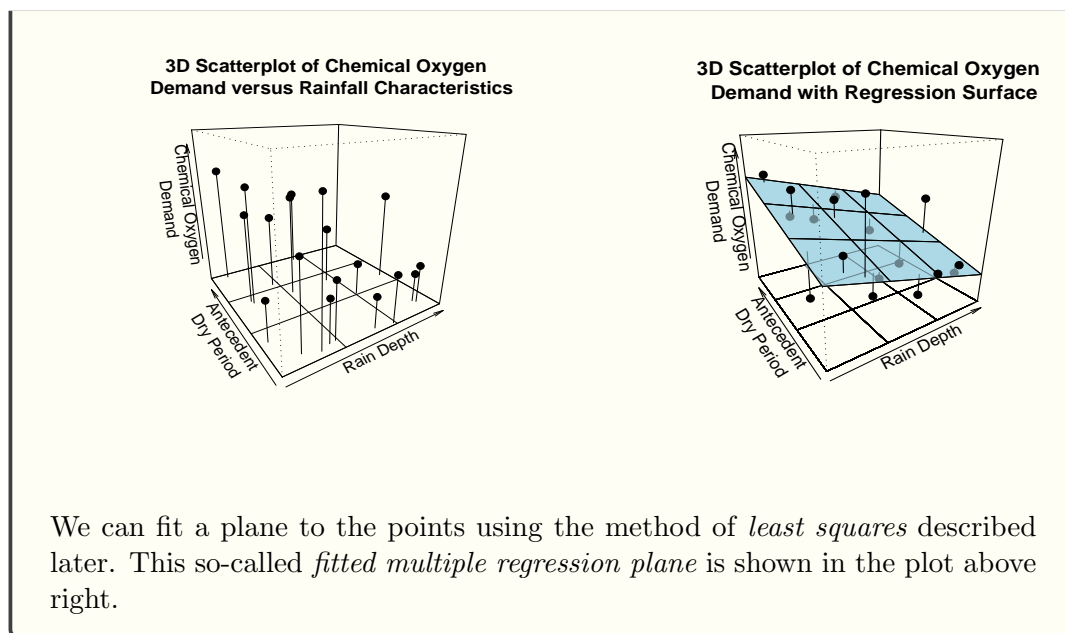 3D Scatterplot of Chemical Oxygen
Demand versus Rainfall Characteristics
Chemical Oxygen
Demand
Antecedent
Dry Period
Rain Depth
3D Scatterplot of Chemical Oxygen
Demand with Regression Surface
Chemical Oxygen
Demand
Antecedent
Dry Period
Rain Depth
We can fit a plane to the points using the method of least squares described
later. This so-called fitted multiple regression plane is shown in the plot above
right.